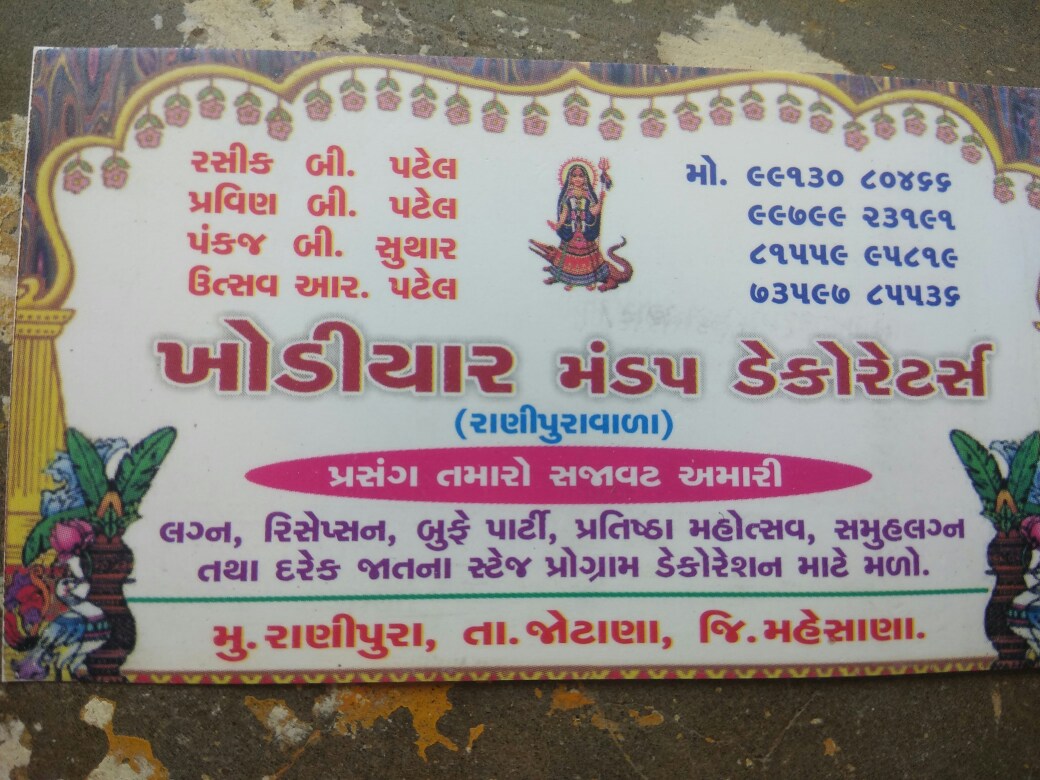 રસીક બી. પટેલ મો. ૯૯૧૩૦ ૮૦૪૬૬
પ્રવિણ બી. પટેલ ૯૯૭૯૯ ૨૩૧૯૧
પંકજ બી. સુથાર ૮૧૫૫૯ ૯૫૮૧૯
ઉત્સવ આર. પટેલ ૭૩૫૯૭ ૮૫૫૩૬
ખોડીયાર મંડપ ડેકોરેટર્સ
(રાણીપુરાવાળા)
પ્રસંગ તમારો સજાવટ અમારી
લગ્ન, રિસેપ્સન, બુફે પાર્ટી, પ્રતિષ્ઠા મહોત્સવ, સમુહલગ્ન
તથા દરેક જાતના સ્ટેજ પ્રોગ્રામ ડેકોરેશન માટે મળો.
મુ. રાણીપુરા, તા. જોટાણા, જિ. મહેસાણા.